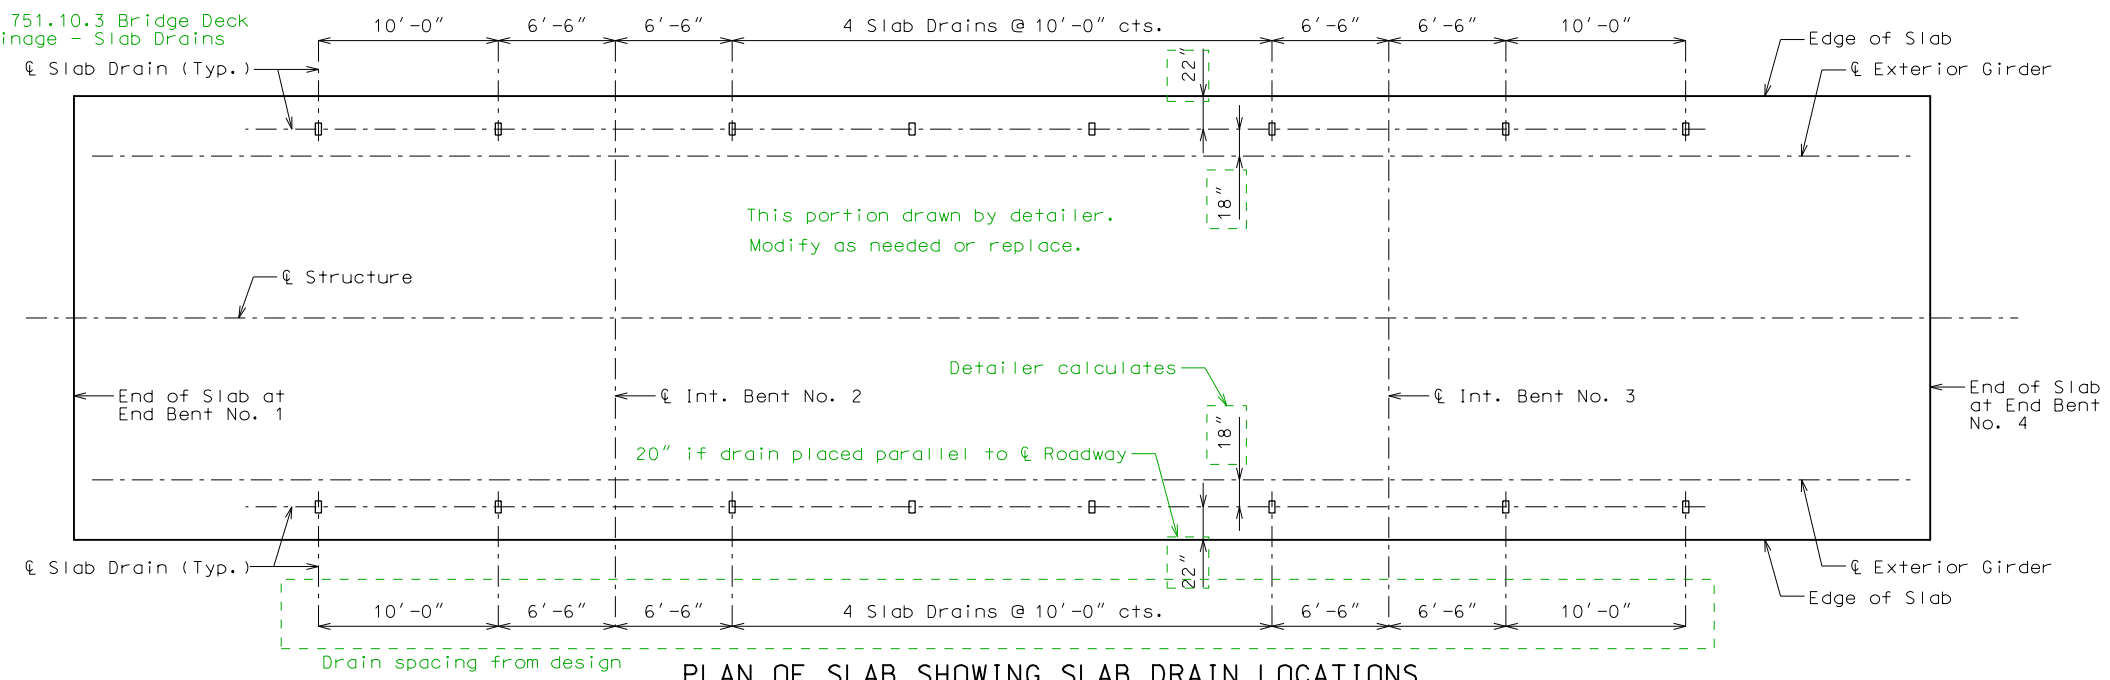 751.10.3 Bridge Deck
inage - Slab Drains
10'-0" 6'-6" 6'-6" 4 Slab Drains @ 10'-0" cts. 6'-6" 6'-6" 10'-0"
℄ Slab Drain (Typ.)
22"
Edge of Slab
℄ Exterior Girder
18"
This portion drawn by detailer.
Modify as needed or replace.
℄ Structure
Detailer calculates
End of Slab at
End Bent No. 1
℄ Int. Bent No. 2
℄ Int. Bent No. 3
End of Slab
at End Bent
No. 4
18"
20" if drain placed parallel to ℄ Roadway
℄ Slab Drain (Typ.)
22"
℄ Exterior Girder
Edge of Slab
10'-0" 6'-6" 6'-6" 4 Slab Drains @ 10'-0" cts. 6'-6" 6'-6" 10'-0"
Drain spacing from design
PLAN OF SLAB SHOWING SLAB DRAIN LOCATIONS